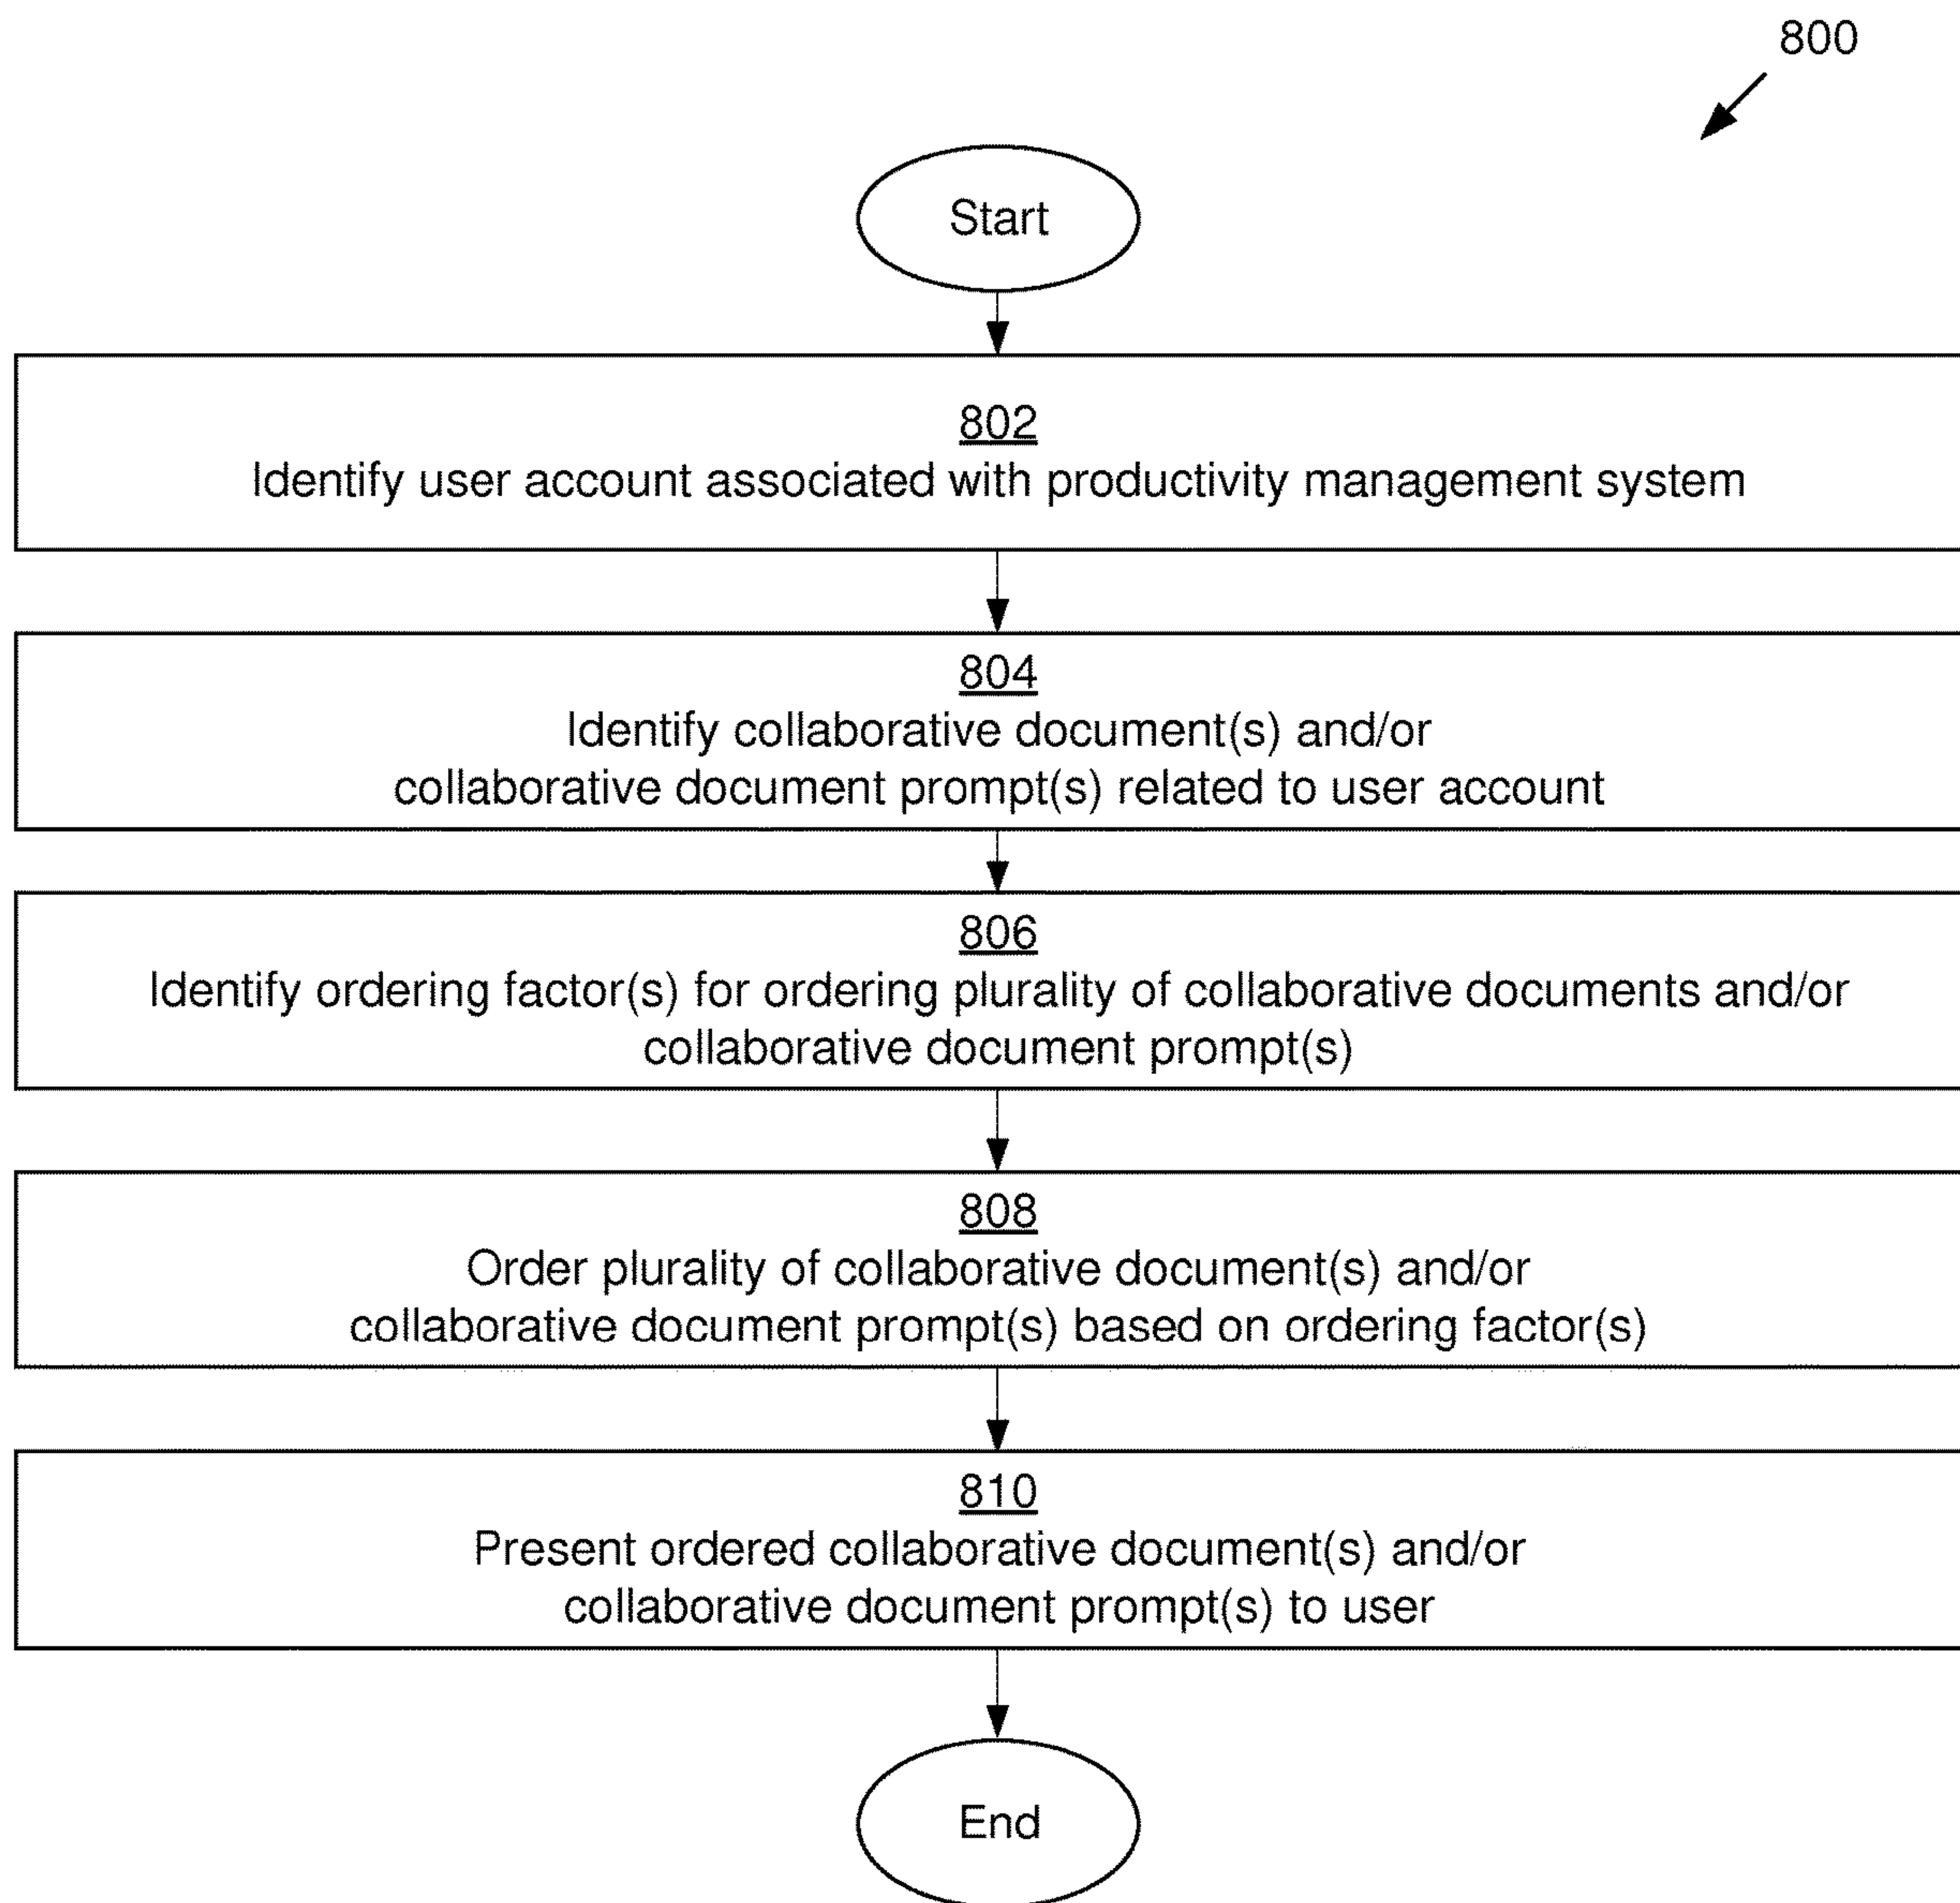 800
Start
802
Identify user account associated with productivity management system
804
Identify collaborative document(s) and/or
collaborative document prompt(s) related to user account
806
Identify ordering factor(s) for ordering plurality of collaborative documents and/or
collaborative document prompt(s)
808
Order plurality of collaborative document(s) and/or
collaborative document prompt(s) based on ordering factor(s)
810
Present ordered collaborative document(s) and/or
collaborative document prompt(s) to user
End